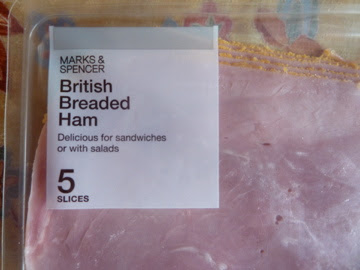 MARKS &
SPENCER
British
Breaded
Ham
Delicious for sandwiches
or with salads
5
SLICES